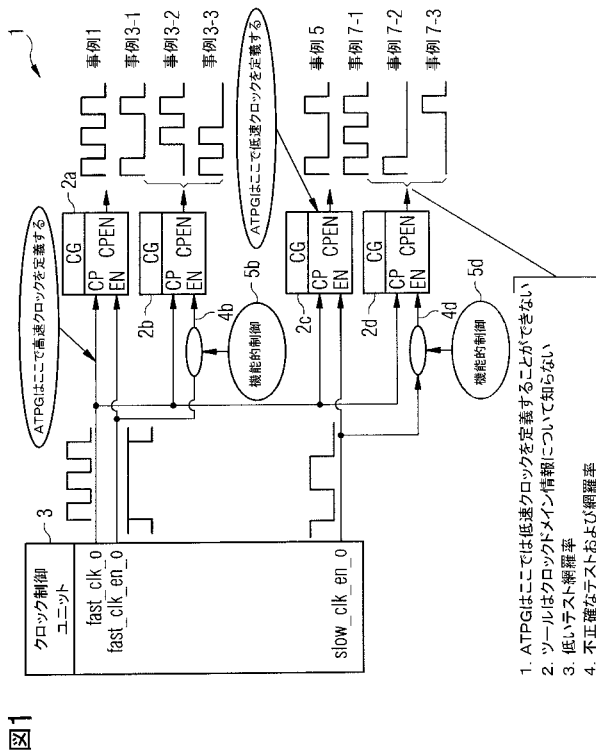 図1
1
クロック制御
ユニット
3
fast_clk_o
fast_clk_en_o
slow_clk_en_o
ATPGはここで高速クロックを定義する
CG
CP
EN
CPEN
2a
CG
CP
EN
CPEN
2b
4b
機能的制御
5b
事例1
事例3-1
事例3-2
事例3-3
ATPGはここで低速クロックを定義する
CG
CP
EN
CPEN
2c
CG
CP
EN
CPEN
2d
4d
機能的制御
5d
事例5
事例7-1
事例7-2
事例7-3
1. ATPGはここでは低速クロックを定義することができない
2. ツールはクロックドメイン情報について知らない
3. 低いテスト網羅率
4. 不正確なテストおよび網羅率